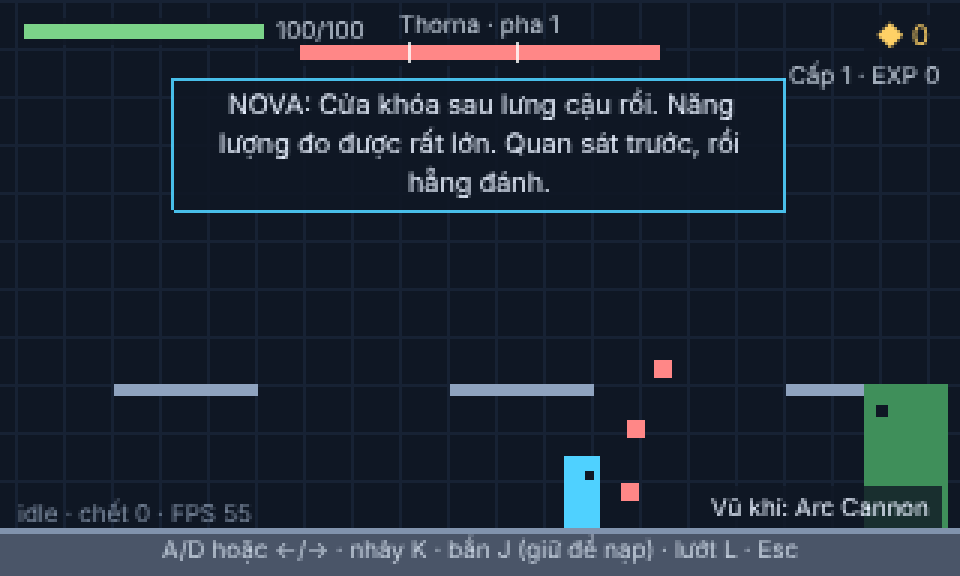 100/100
Thorna · pha 1
0
Cấp 1 · EXP 0
NOVA: Cửa khóa sau lưng cậu rồi. Năng
lượng đo được rất lớn. Quan sát trước, rồi
hẵng đánh.
idle · chết 0 · FPS 55
Vũ khí: Arc Cannon
A/D hoặc ←/→ · nhảy K · bắn J (giữ để nạp) · lướt L · Esc